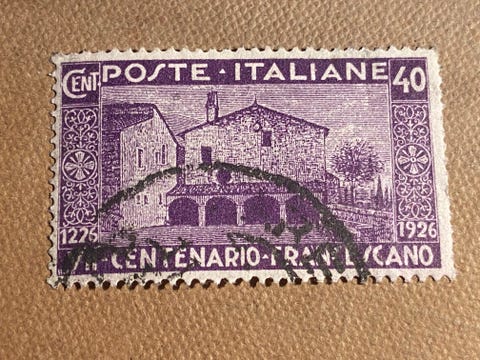 CENT. POSTE · ITALIANE 40
1226 1926
VII · CENTENARIO · FRANCESCANO